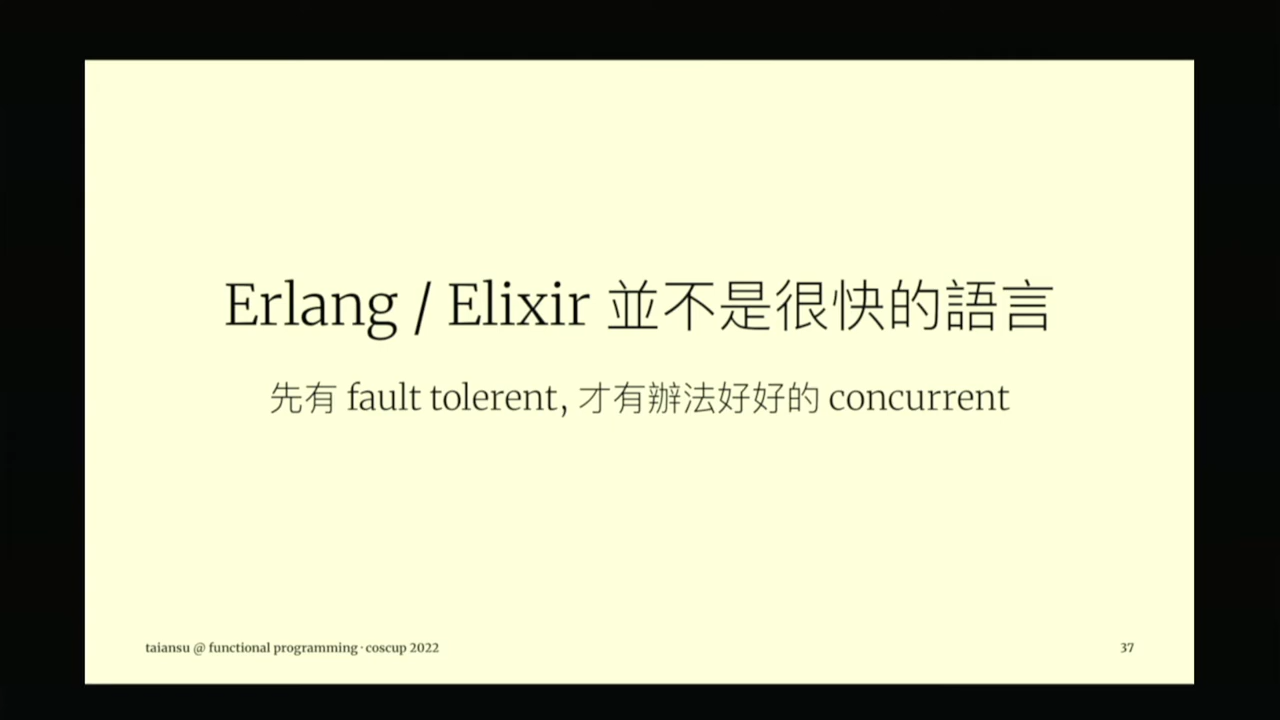 Erlang / Elixir 並不是很快的語言
先有 fault tolerent, 才有辦法好好的 concurrent
taiansu @ functional programming · coscup 2022
37